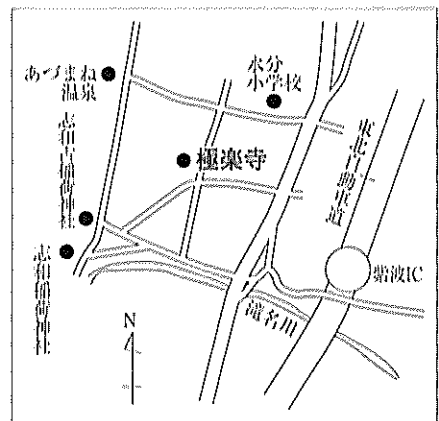 あづまね
温泉
水分
小学校
志和古稲荷神社
極楽寺
東北自動車道
志和稲荷神社
紫波IC
滝名川
N